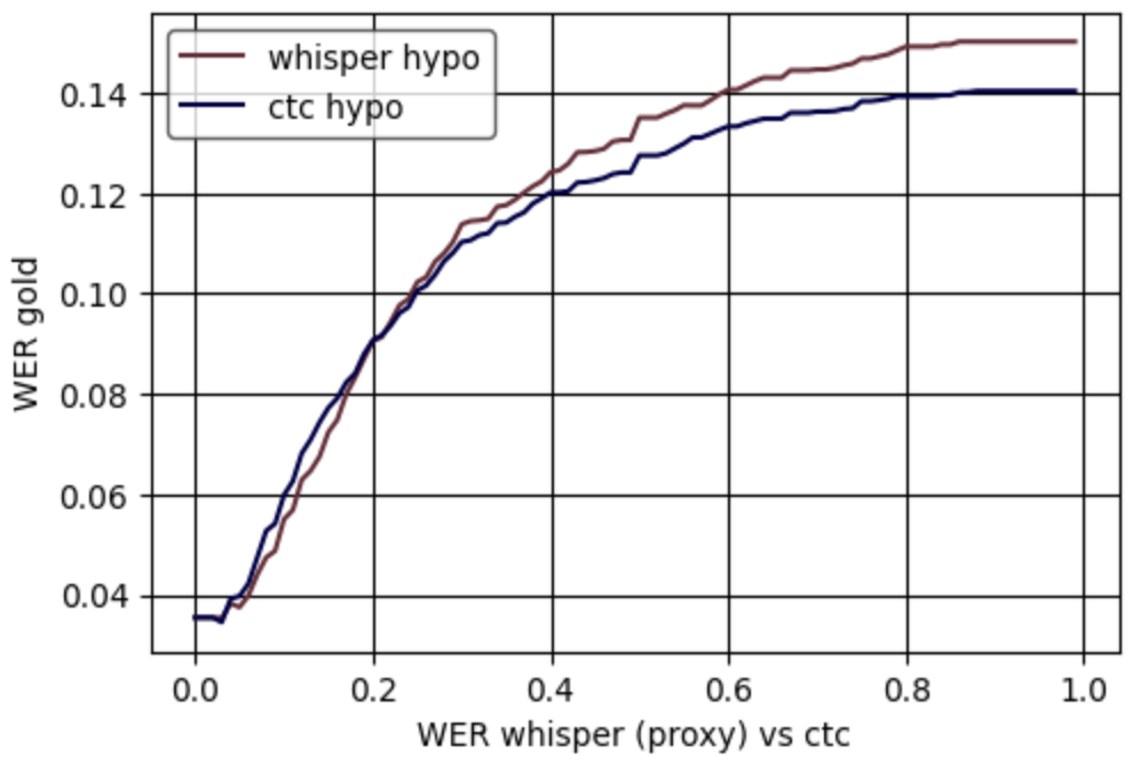 whisper hypo
ctc hypo
WER gold
0.14
0.12
0.10
0.08
0.06
0.04
0.0 0.2 0.4 0.6 0.8 1.0
WER whisper (proxy) vs ctc